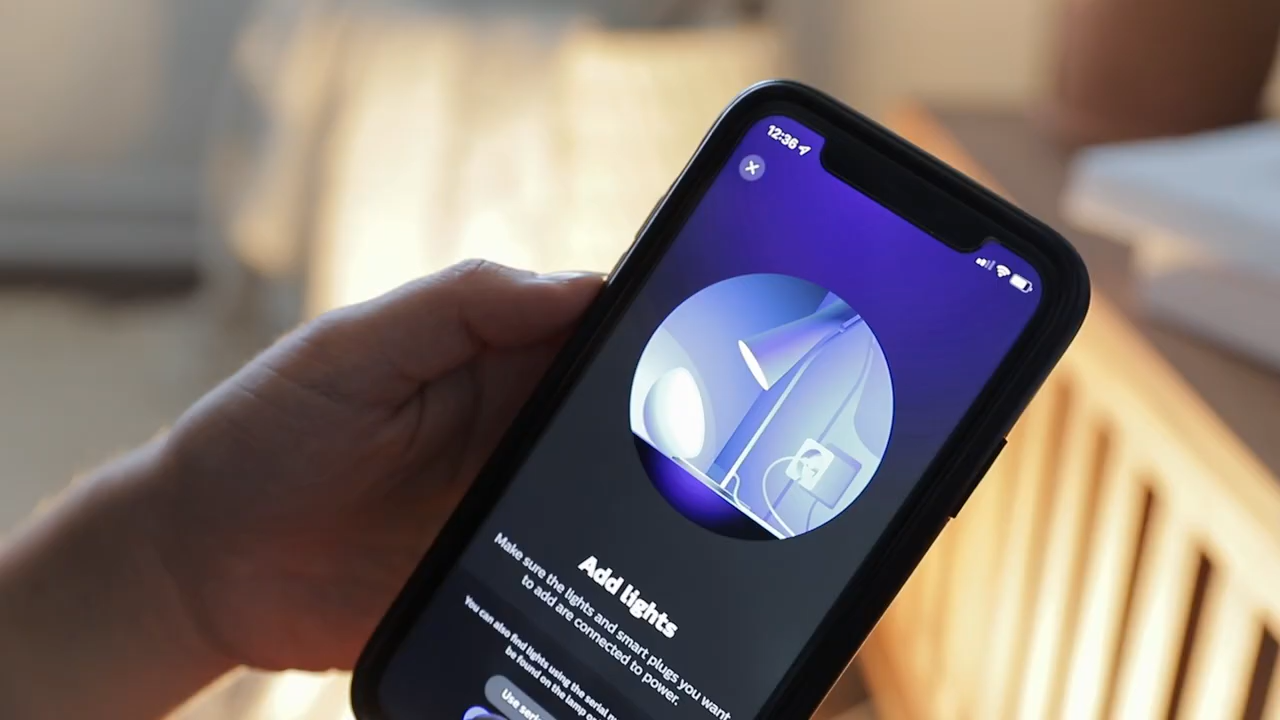 12:36
Add lights
Make sure the lights and smart plugs you want
to add are connected to power.
You can also find lights using the serial
be found on the lamp
Use